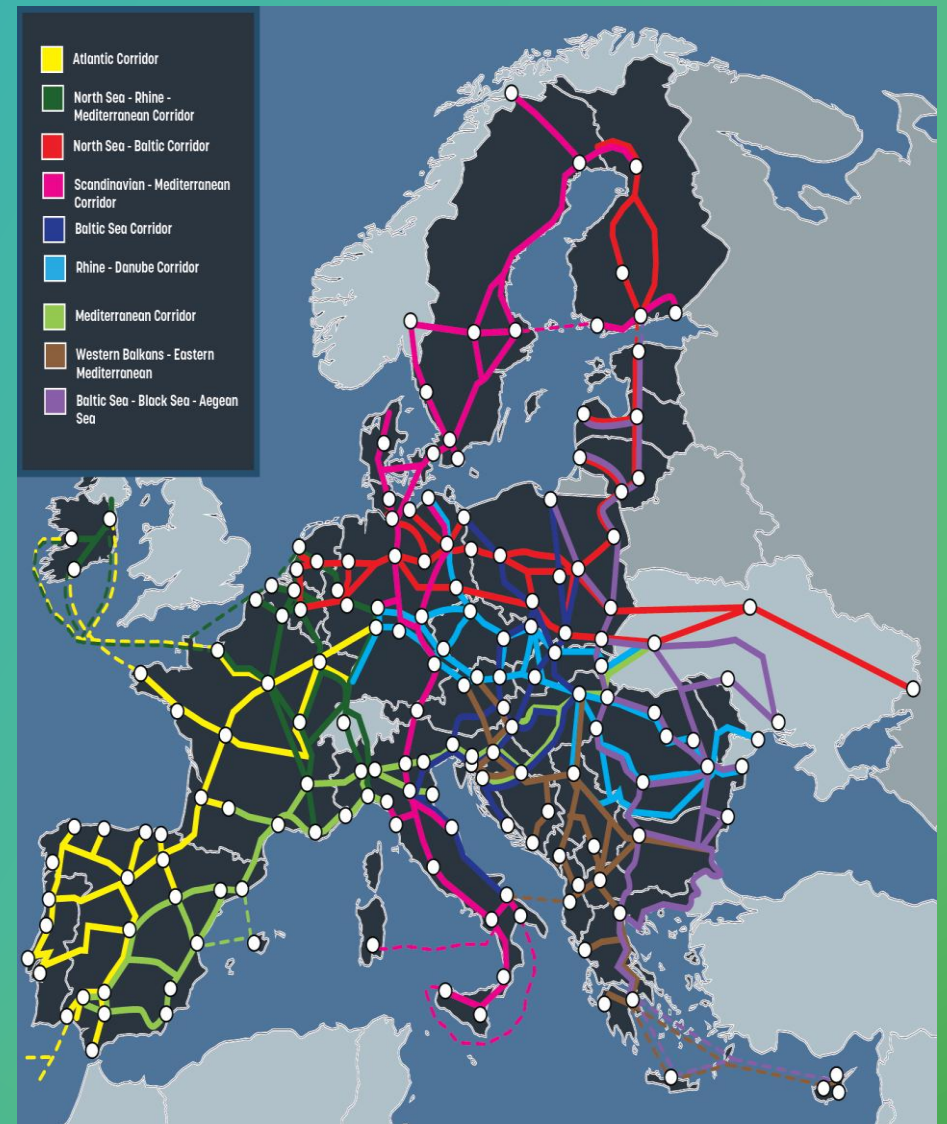 Atlantic Corridor
North Sea - Rhine -
Mediterranean Corridor
North Sea - Baltic Corridor
Scandinavian - Mediterranean
Corridor
Baltic Sea Corridor
Rhine - Danube Corridor
Mediterranean Corridor
Western Balkans - Eastern
Mediterranean
Baltic Sea - Black Sea - Aegean
Sea